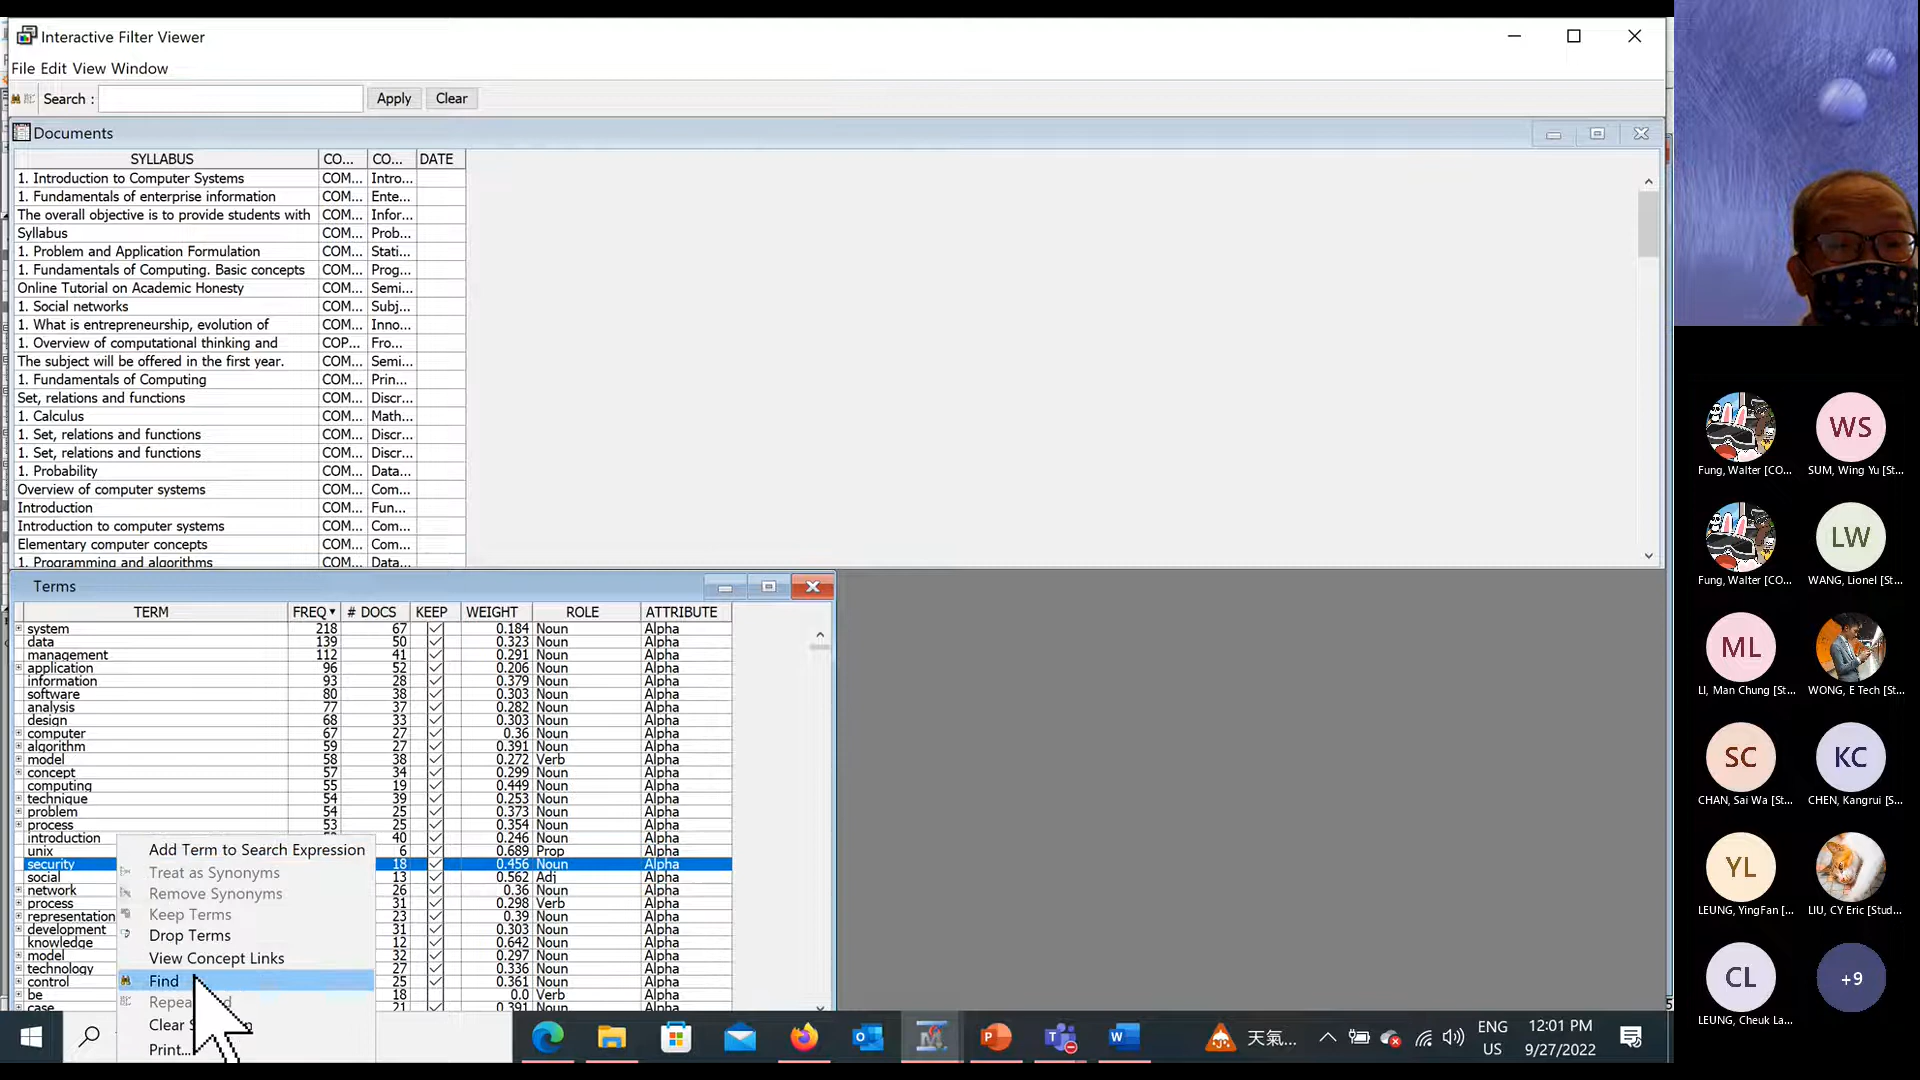 Interactive Filter Viewer
File Edit View Window
Search : Apply Clear
Documents
SYLLABUS CO... CO... DATE
1. Introduction to Computer Systems COM... Intro...
1. Fundamentals of enterprise information COM... Ente...
The overall objective is to provide students with COM... Infor...
Syllabus COM... Prob...
1. Problem and Application Formulation COM... Stati...
1. Fundamentals of Computing. Basic concepts COM... Prog...
Online Tutorial on Academic Honesty COM... Semi...
1. Social networks COM... Subj...
1. What is entrepreneurship, evolution of COM... Inno...
1. Overview of computational thinking and COP... Fro...
The subject will be offered in the first year. COM... Semi...
1. Fundamentals of Computing COM... Prin...
Set, relations and functions COM... Discr...
1. Calculus COM... Math...
1. Set, relations and functions COM... Discr...
1. Set, relations and functions COM... Discr...
1. Probability COM... Data...
Overview of computer systems COM... Com...
Introduction COM... Fun...
Introduction to computer systems COM... Com...
Elementary computer concepts COM... Com...
1. Programming and algorithms COM... Data...
Terms
TERM FREQ # DOCS KEEP WEIGHT ROLE ATTRIBUTE
system 218 67 0.184 Noun Alpha
data 139 50 0.323 Noun Alpha
management 112 41 0.291 Noun Alpha
application 96 52 0.206 Noun Alpha
information 93 28 0.379 Noun Alpha
software 80 38 0.303 Noun Alpha
analysis 77 37 0.282 Noun Alpha
design 68 33 0.303 Noun Alpha
computer 67 27 0.36 Noun Alpha
algorithm 59 27 0.391 Noun Alpha
model 58 38 0.272 Verb Alpha
concept 57 34 0.299 Noun Alpha
computing 55 19 0.449 Noun Alpha
technique 54 39 0.253 Noun Alpha
problem 54 25 0.373 Noun Alpha
process 53 25 0.354 Noun Alpha
introduction 40 0.246 Noun Alpha
unix 6 0.689 Prop Alpha
security 18 0.456 Noun Alpha
social 13 0.562 Adj Alpha
network 26 0.36 Noun Alpha
process 31 0.298 Verb Alpha
representation 23 0.39 Noun Alpha
development 31 0.303 Noun Alpha
knowledge 12 0.642 Noun Alpha
model 32 0.297 Noun Alpha
technology 27 0.336 Noun Alpha
control 25 0.361 Noun Alpha
be 18 0.0 Verb Alpha
case 21 0.391 Noun Alpha
Add Term to Search Expression
Treat as Synonyms
Remove Synonyms
Keep Terms
Drop Terms
View Concept Links
Find
Clear
Print...
天氣...
ENG
US
12:01 PM
9/27/2022
Fung, Walter [CO...
WS
SUM, Wing Yu [St...
Fung, Walter [CO...
LW
WANG, Lionel [St...
ML
LI, Man Chung [St...
WONG, E Tech [St...
SC
CHAN, Sai Wa [St...
KC
CHEN, Kangrui [S...
YL
LEUNG, YingFan [...
LIU, CY Eric [Stud...
CL
LEUNG, Cheuk La...
+9